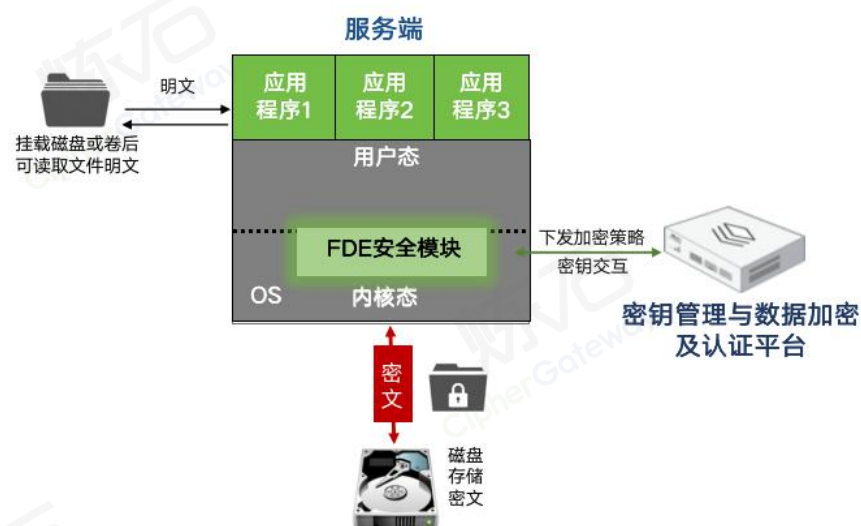 服务端
应用
程序1
应用
程序2
应用
程序3
明文
挂载磁盘或卷后
可读取文件明文
用户态
FDE安全模块
OS
内核态
下发加密策略
密钥交互
密钥管理与数据加密
及认证平台
密
文
磁盘
存储
密文
炼石
CipherGateway